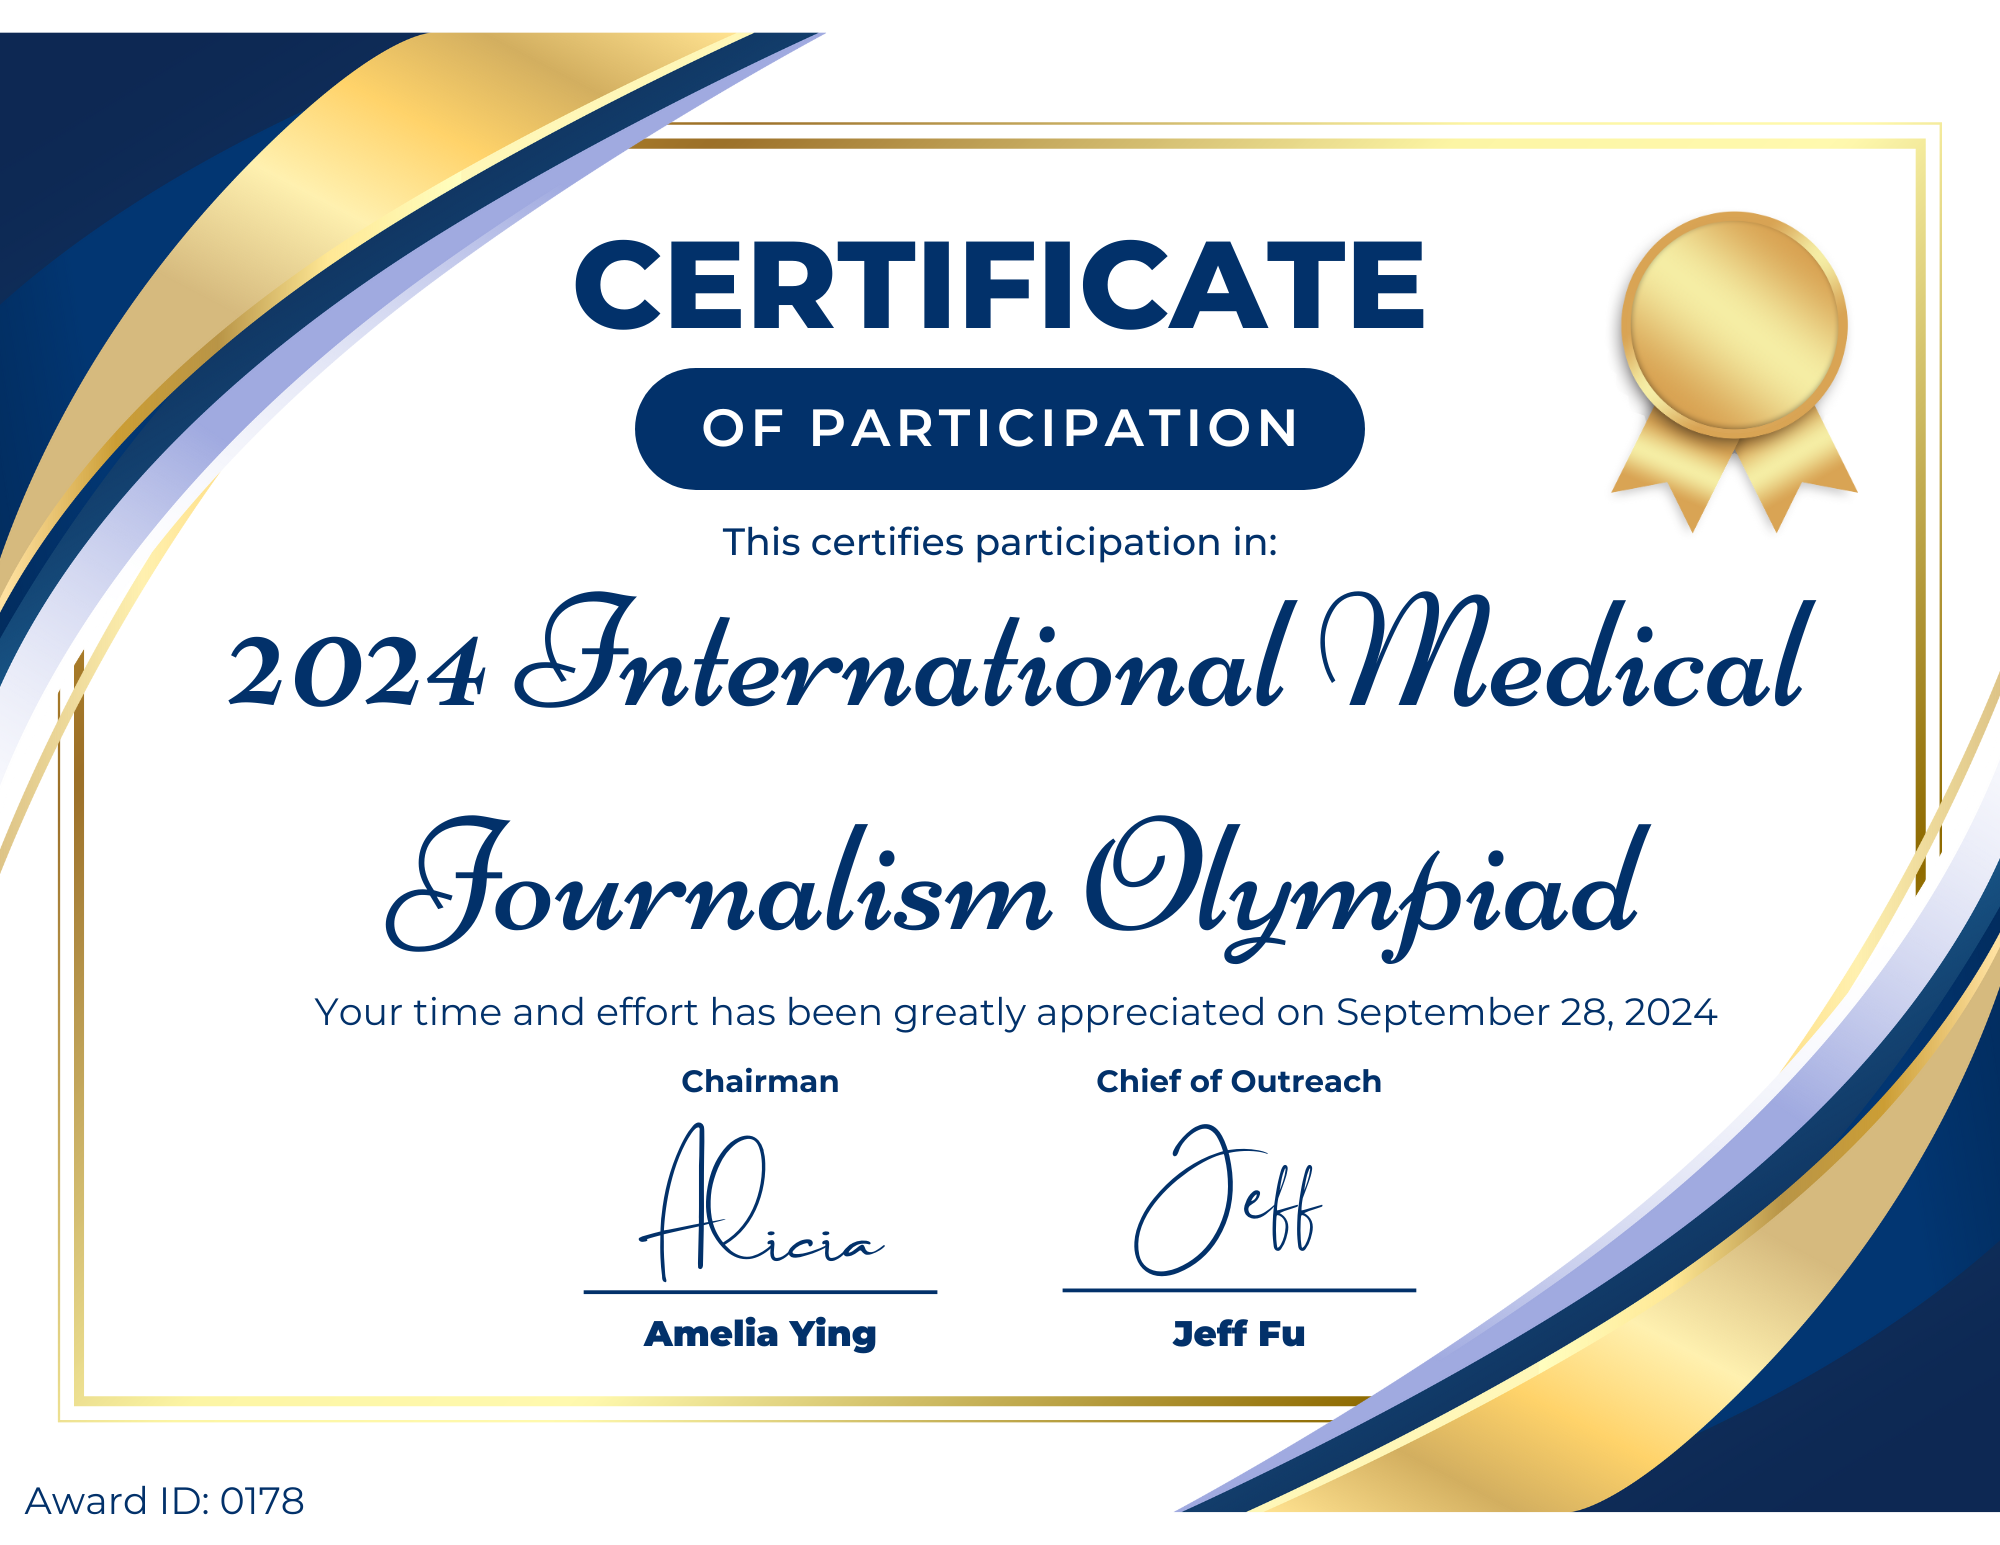 CERTIFICATE
OF PARTICIPATION
This certifies participation in:
2024 International Medical
Journalism Olympiad
Your time and effort has been greatly appreciated on September 28, 2024
Chairman
Chief of Outreach
Alicia
Jeff
Amelia Ying
Jeff Fu
Award ID: 0178